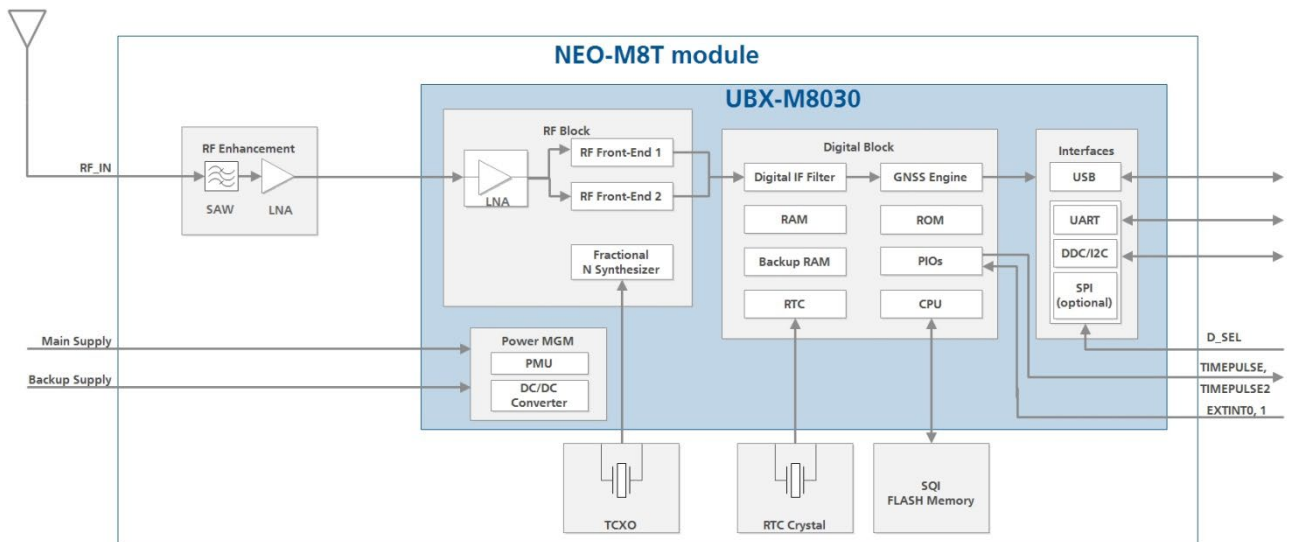 NEO-M8T module
UBX-M8030
RF Enhancement
SAW
LNA
RF_IN
RF Block
LNA
RF Front-End 1
RF Front-End 2
Fractional
N Synthesizer
Digital Block
Digital IF Filter
GNSS Engine
RAM
ROM
Backup RAM
PIOs
RTC
CPU
Interfaces
USB
UART
DDC/I2C
SPI
(optional)
Main Supply
Backup Supply
Power MGM
PMU
DC/DC
Converter
D_SEL
TIMEPULSE,
TIMEPULSE2
EXTINT0, 1
TCXO
RTC Crystal
SQI
FLASH Memory